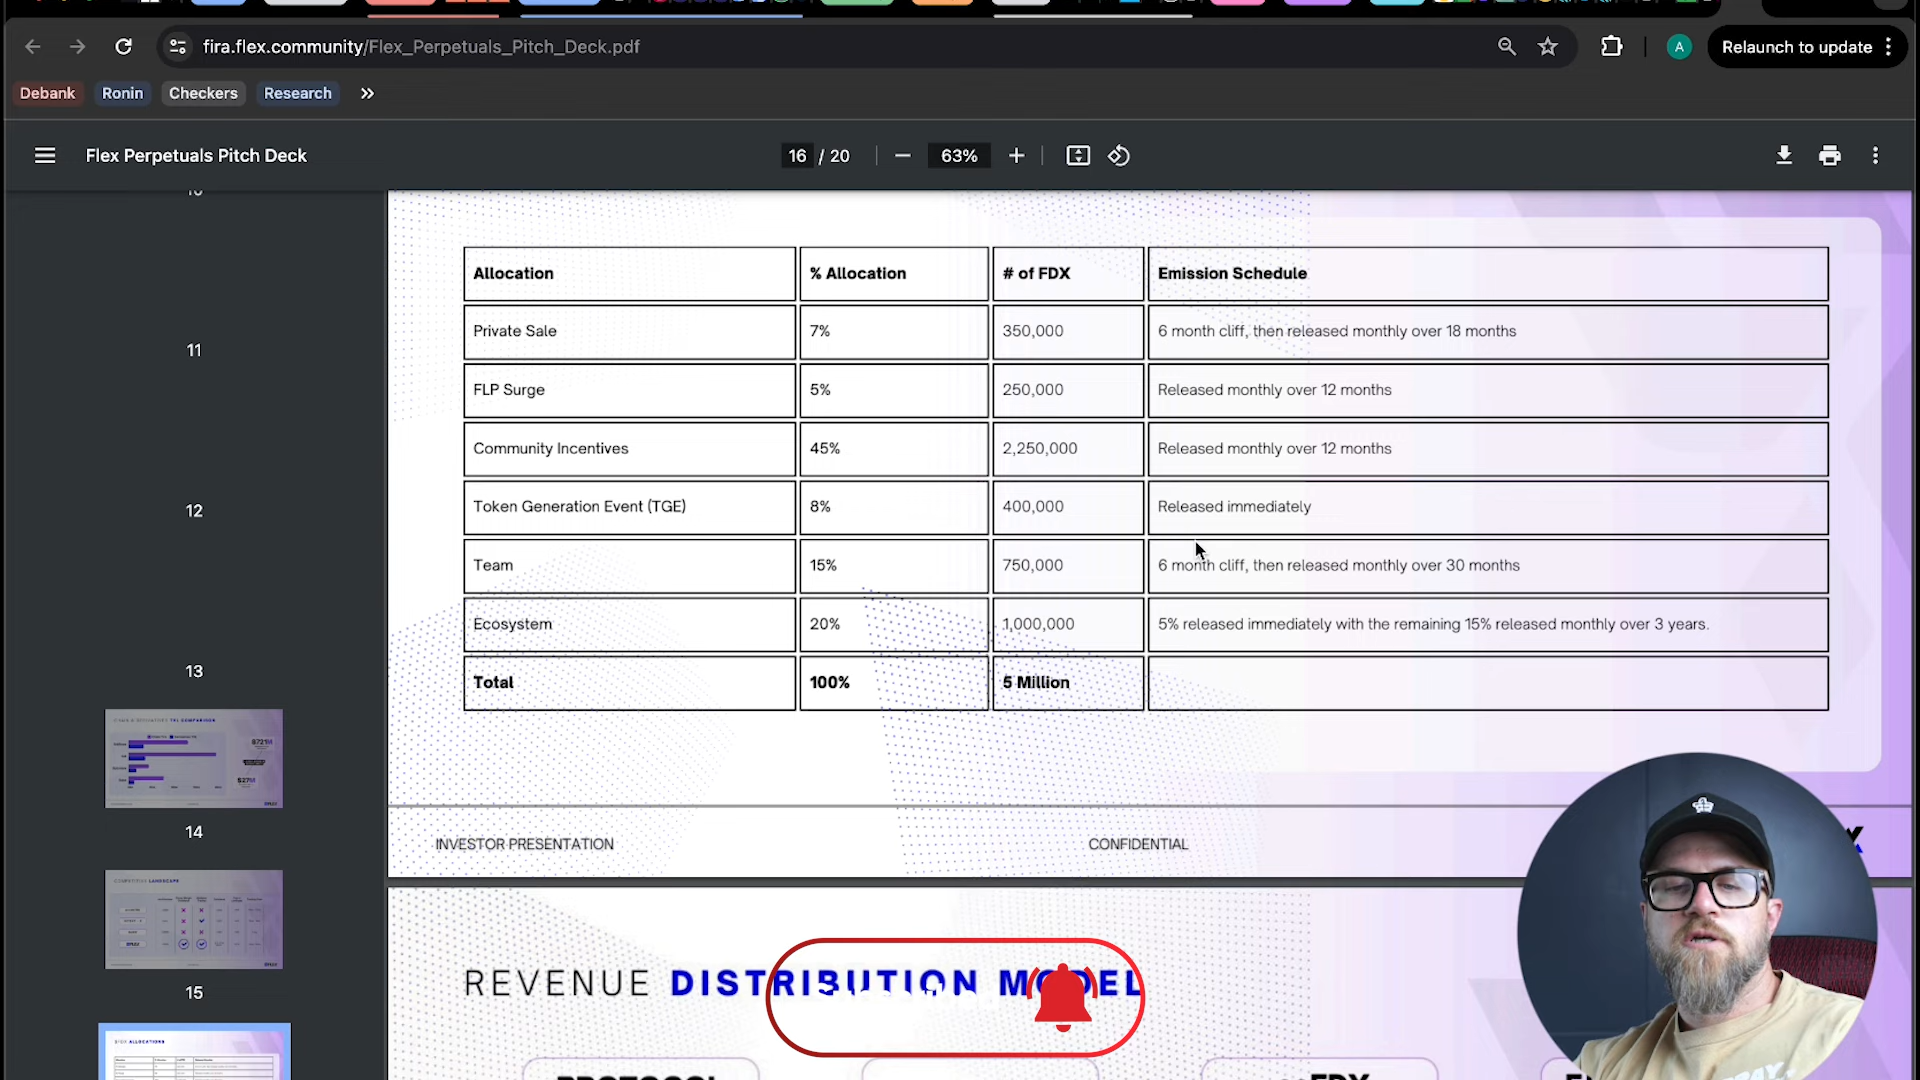 fira.flex.community/Flex_Perpetuals_Pitch_Deck.pdf
A
Relaunch to update
Debank
Ronin
Checkers
Research
Flex Perpetuals Pitch Deck
16 / 20
63%
11
12
13
14
15
Allocation % Allocation # of FDX Emission Schedule
Private Sale 7% 350,000 6 month cliff, then released monthly over 18 months
FLP Surge 5% 250,000 Released monthly over 12 months
Community Incentives 45% 2,250,000 Released monthly over 12 months
Token Generation Event (TGE) 8% 400,000 Released immediately
Team 15% 750,000 6 month cliff, then released monthly over 30 months
Ecosystem 20% 1,000,000 5% released immediately with the remaining 15% released monthly over 3 years.
Total 100% 5 Million
INVESTOR PRESENTATION
CONFIDENTIAL
REVENUE DISTRIBUTION MODEL